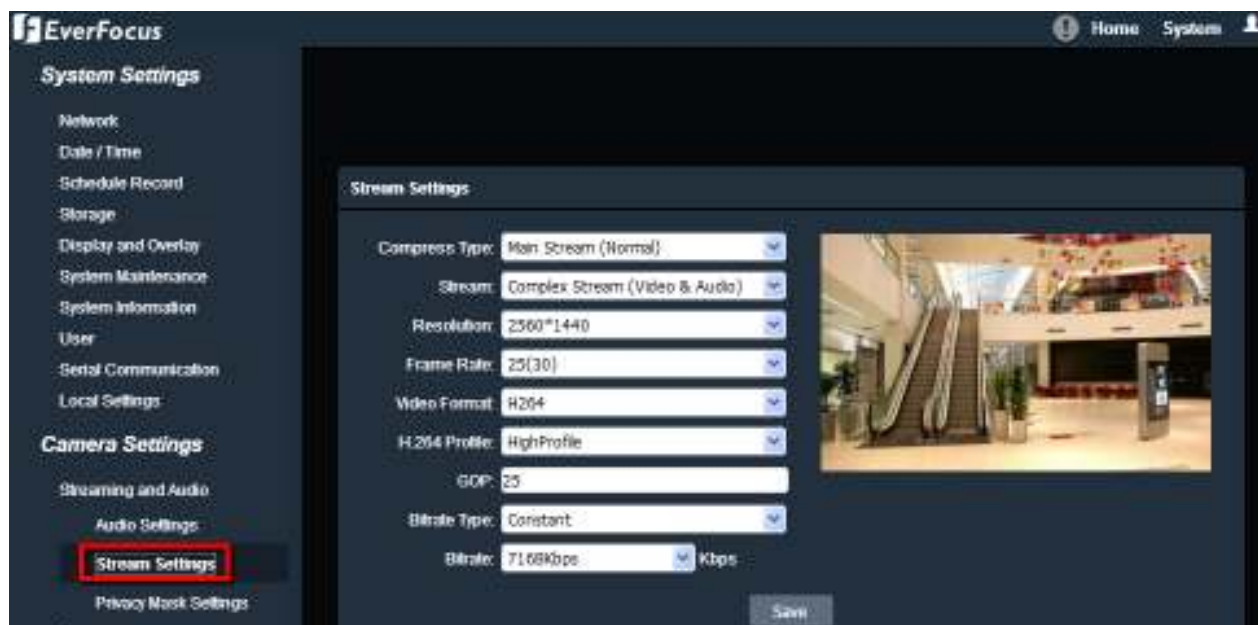 EverFocus
Home System
System Settings
Network
Date / Time
Schedule Record
Storage
Display and Overlay
System Maintenance
System Information
User
Serial Communication
Local Settings
Camera Settings
Streaming and Audio
Audio Settings
Stream Settings
Privacy Mask Settings
Stream Settings
Compress Type: Main Stream (Normal)
Stream: Complex Stream (Video & Audio)
Resolution: 2560*1440
Frame Rate: 25(30)
Video Format: H264
H.264 Profile: HighProfile
GOP: 25
Bitrate Type: Constant
Bitrate: 7168Kbps Kbps
Save